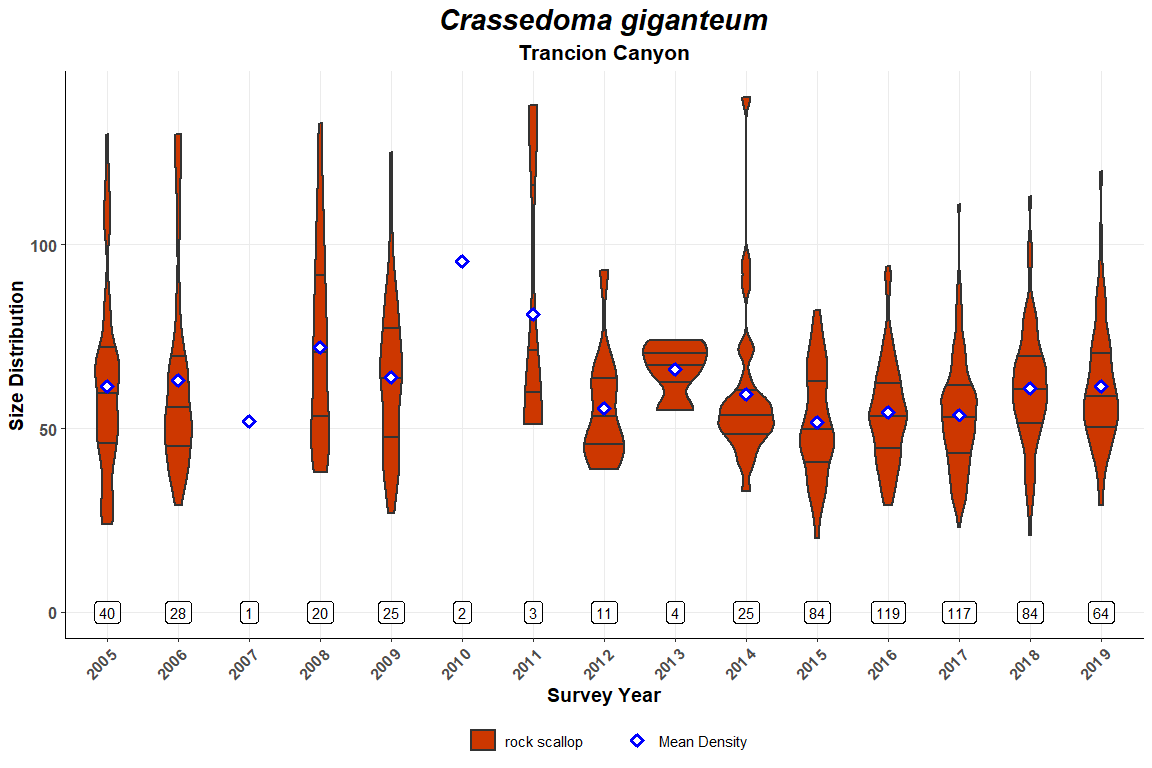 Crassedoma giganteum
Trancion Canyon
Size Distribution
100
50
0
40 28 1 20 25 2 3 11 4 25 84 119 117 84 64
2005 2006 2007 2008 2009 2010 2011 2012 2013 2014 2015 2016 2017 2018 2019
Survey Year
rock scallop Mean Density